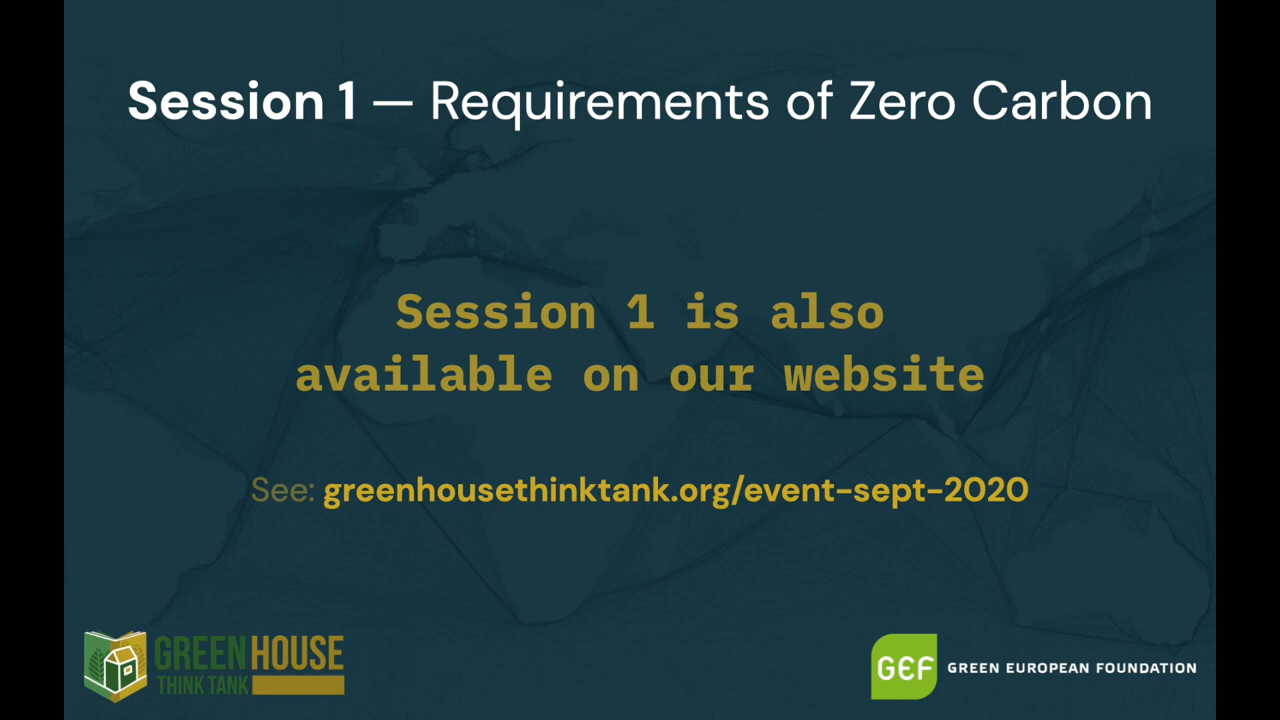 Session 1 — Requirements of Zero Carbon
Session 1 is also
available on our website
See: greenhousethinktank.org/event-sept-2020
GREEN HOUSE
THINK TANK
GEF GREEN EUROPEAN FOUNDATION